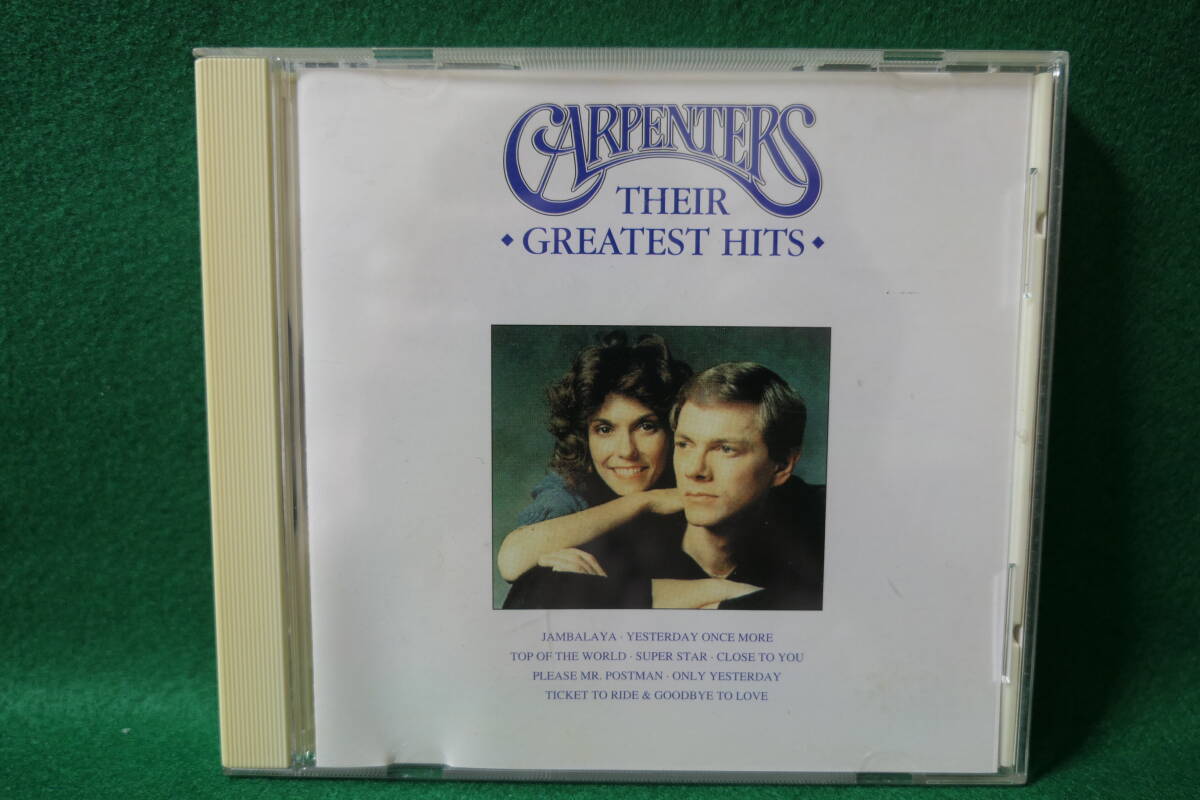 CARPENTERS
THEIR
◆ GREATEST HITS ◆
JAMBALAYA · YESTERDAY ONCE MORE
TOP OF THE WORLD · SUPER STAR · CLOSE TO YOU
PLEASE MR. POSTMAN · ONLY YESTERDAY
TICKET TO RIDE & GOODBYE TO LOVE